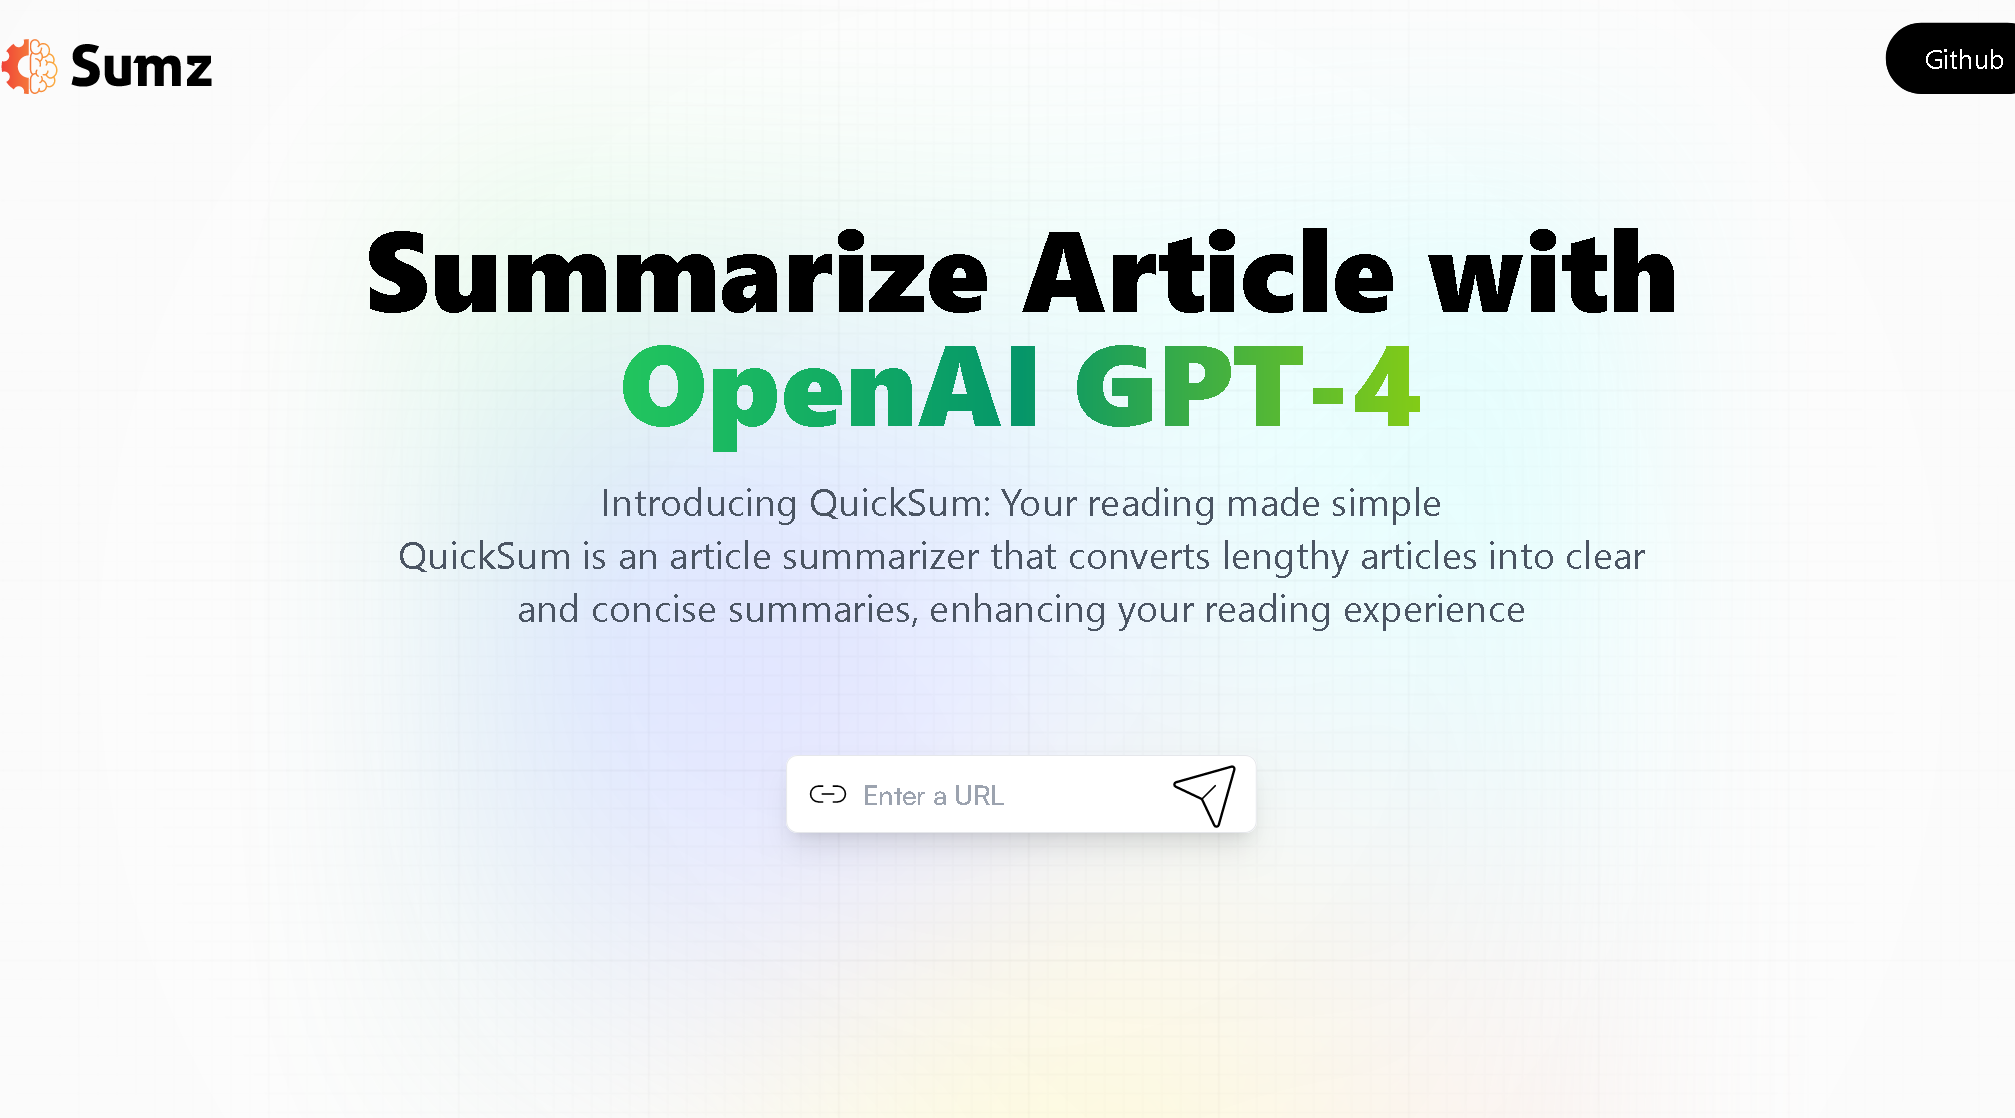 Sumz
Github
Summarize Article with
OpenAI GPT-4
Introducing QuickSum: Your reading made simple
QuickSum is an article summarizer that converts lengthy articles into clear
and concise summaries, enhancing your reading experience
Enter a URL